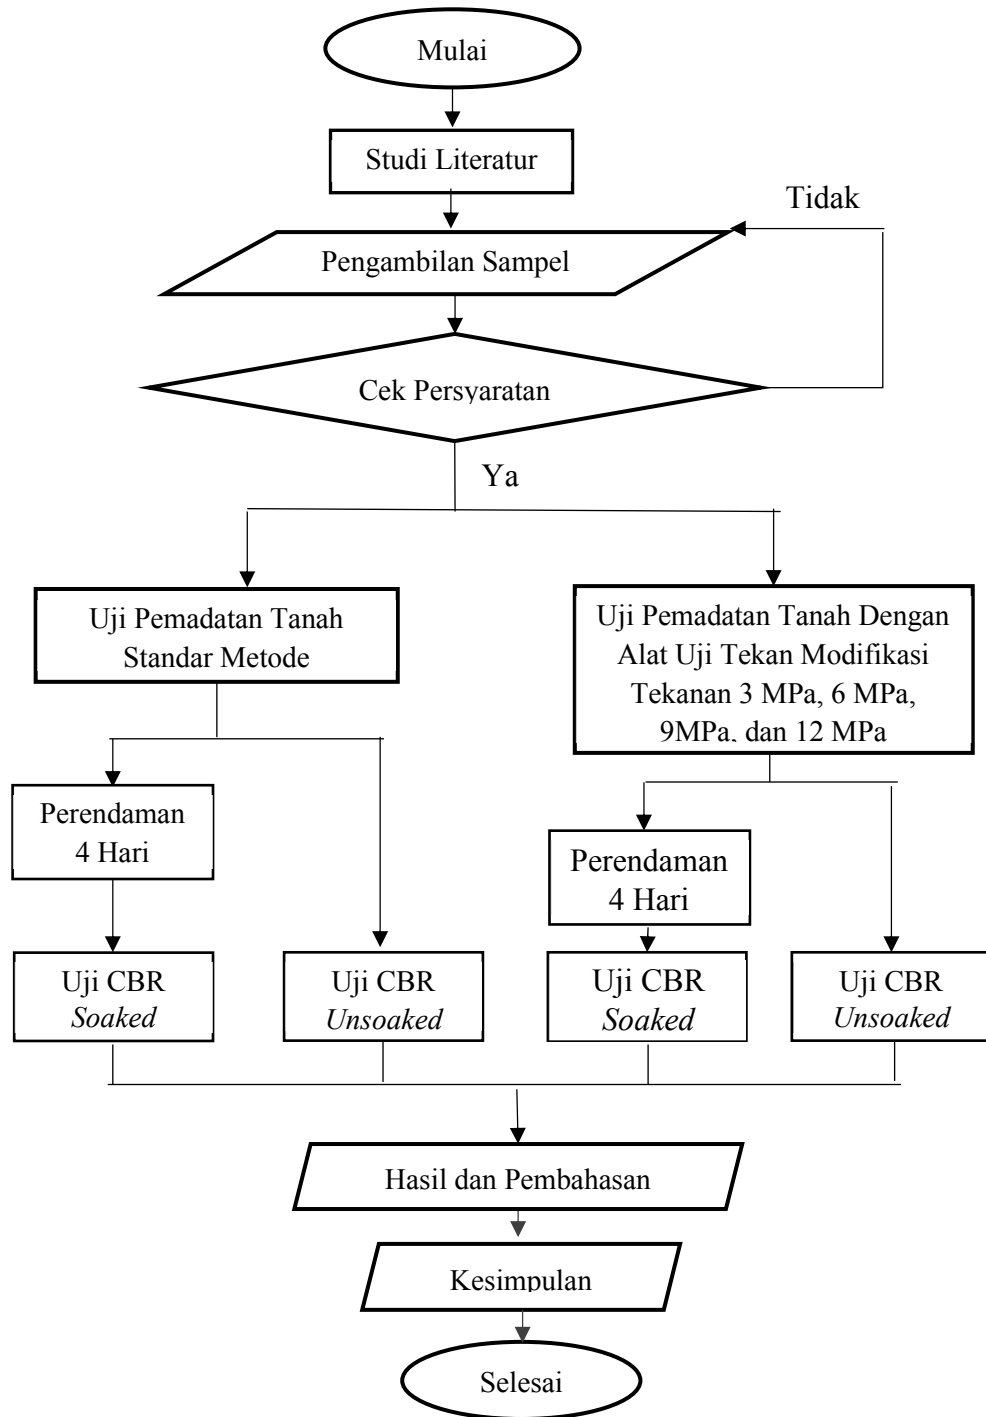 Mulai
Studi Literatur
Tidak
Pengambilan Sampel
Cek Persyaratan
Ya
Uji Pemadatan Tanah
Standar Metode
Uji Pemadatan Tanah Dengan
Alat Uji Tekan Modifikasi
Tekanan 3 MPa, 6 MPa,
9MPa, dan 12 MPa
Perendaman
4 Hari
Perendaman
4 Hari
Uji CBR
Soaked
Uji CBR
Unsoaked
Uji CBR
Soaked
Uji CBR
Unsoaked
Hasil dan Pembahasan
Kesimpulan
Selesai